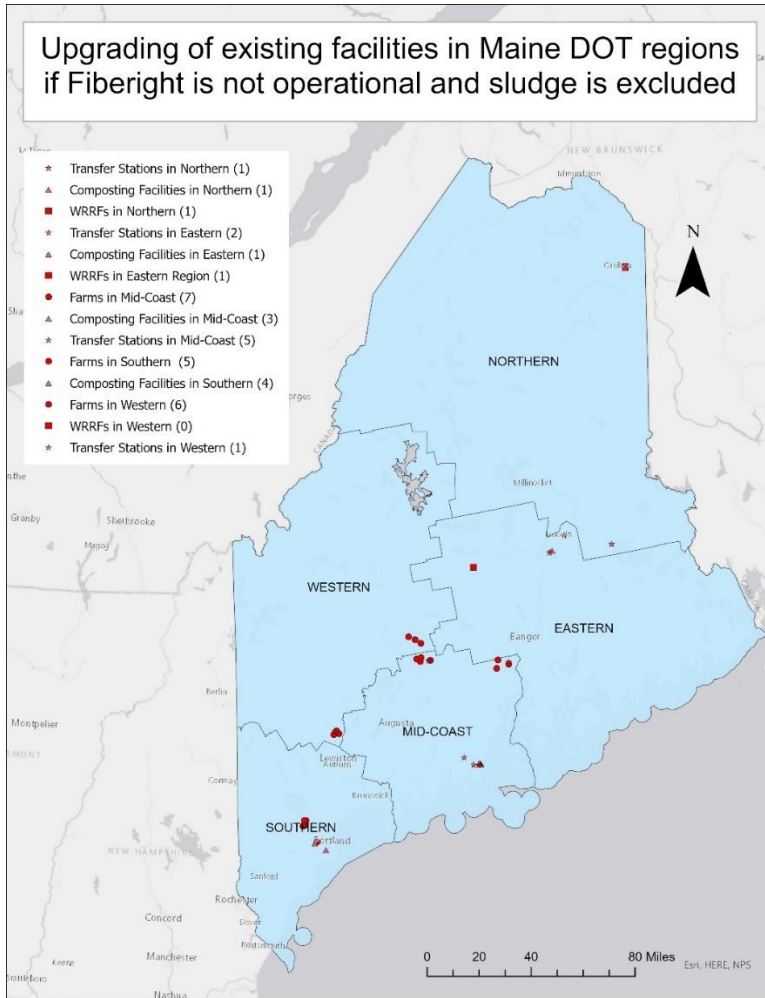 Upgrading of existing facilities in Maine DOT regions
if Fiberight is not operational and sludge is excluded
NEW BRUNSWICK
Edmundston
Transfer Stations in Northern (1)
Composting Facilities in Northern (1)
WRRFs in Northern (1)
Transfer Stations in Eastern (2)
Composting Facilities in Eastern (1)
WRRFs in Eastern Region (1)
Farms in Mid-Coast (7)
Composting Facilities in Mid-Coast (3)
Transfer Stations in Mid-Coast (5)
Farms in Southern (5)
Composting Facilities in Southern (4)
Farms in Western (6)
WRRFs in Western (0)
Transfer Stations in Western (1)
N
NORTHERN
CANADA
Millinocket
Granby
Sherbrooke
Magog
WESTERN
EASTERN
Bangor
Berlin
Montpelier
Augusta
MID-COAST
Lewiston
Auburn
Conway
Brunswick
SOUTHERN
Portland
NEW HAMPSHIRE
Sanford
Rochester
Dover
Concord
Portsmouth
Keene
Manchester
Brattleboro
Nashua
0 20 40 80 Miles
Esri, HERE, NPS